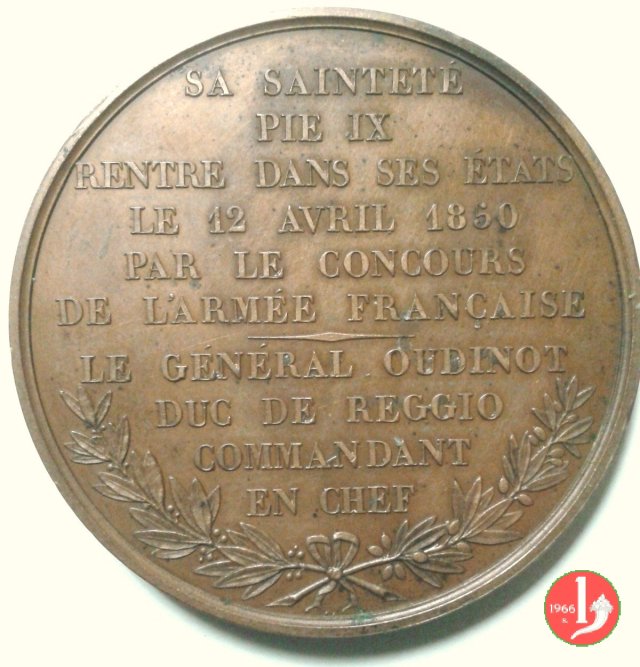 SA SAINTETÉ
PIE IX
RENTRE DANS SES ÉTATS
LE 12 AVRIL 1850
PAR LE CONCOURS
DE L'ARMÉE FRANÇAISE
LE GÉNÉRAL OUDINOT
DUC DE REGGIO
COMMANDANT
EN CHEF
1966
S.